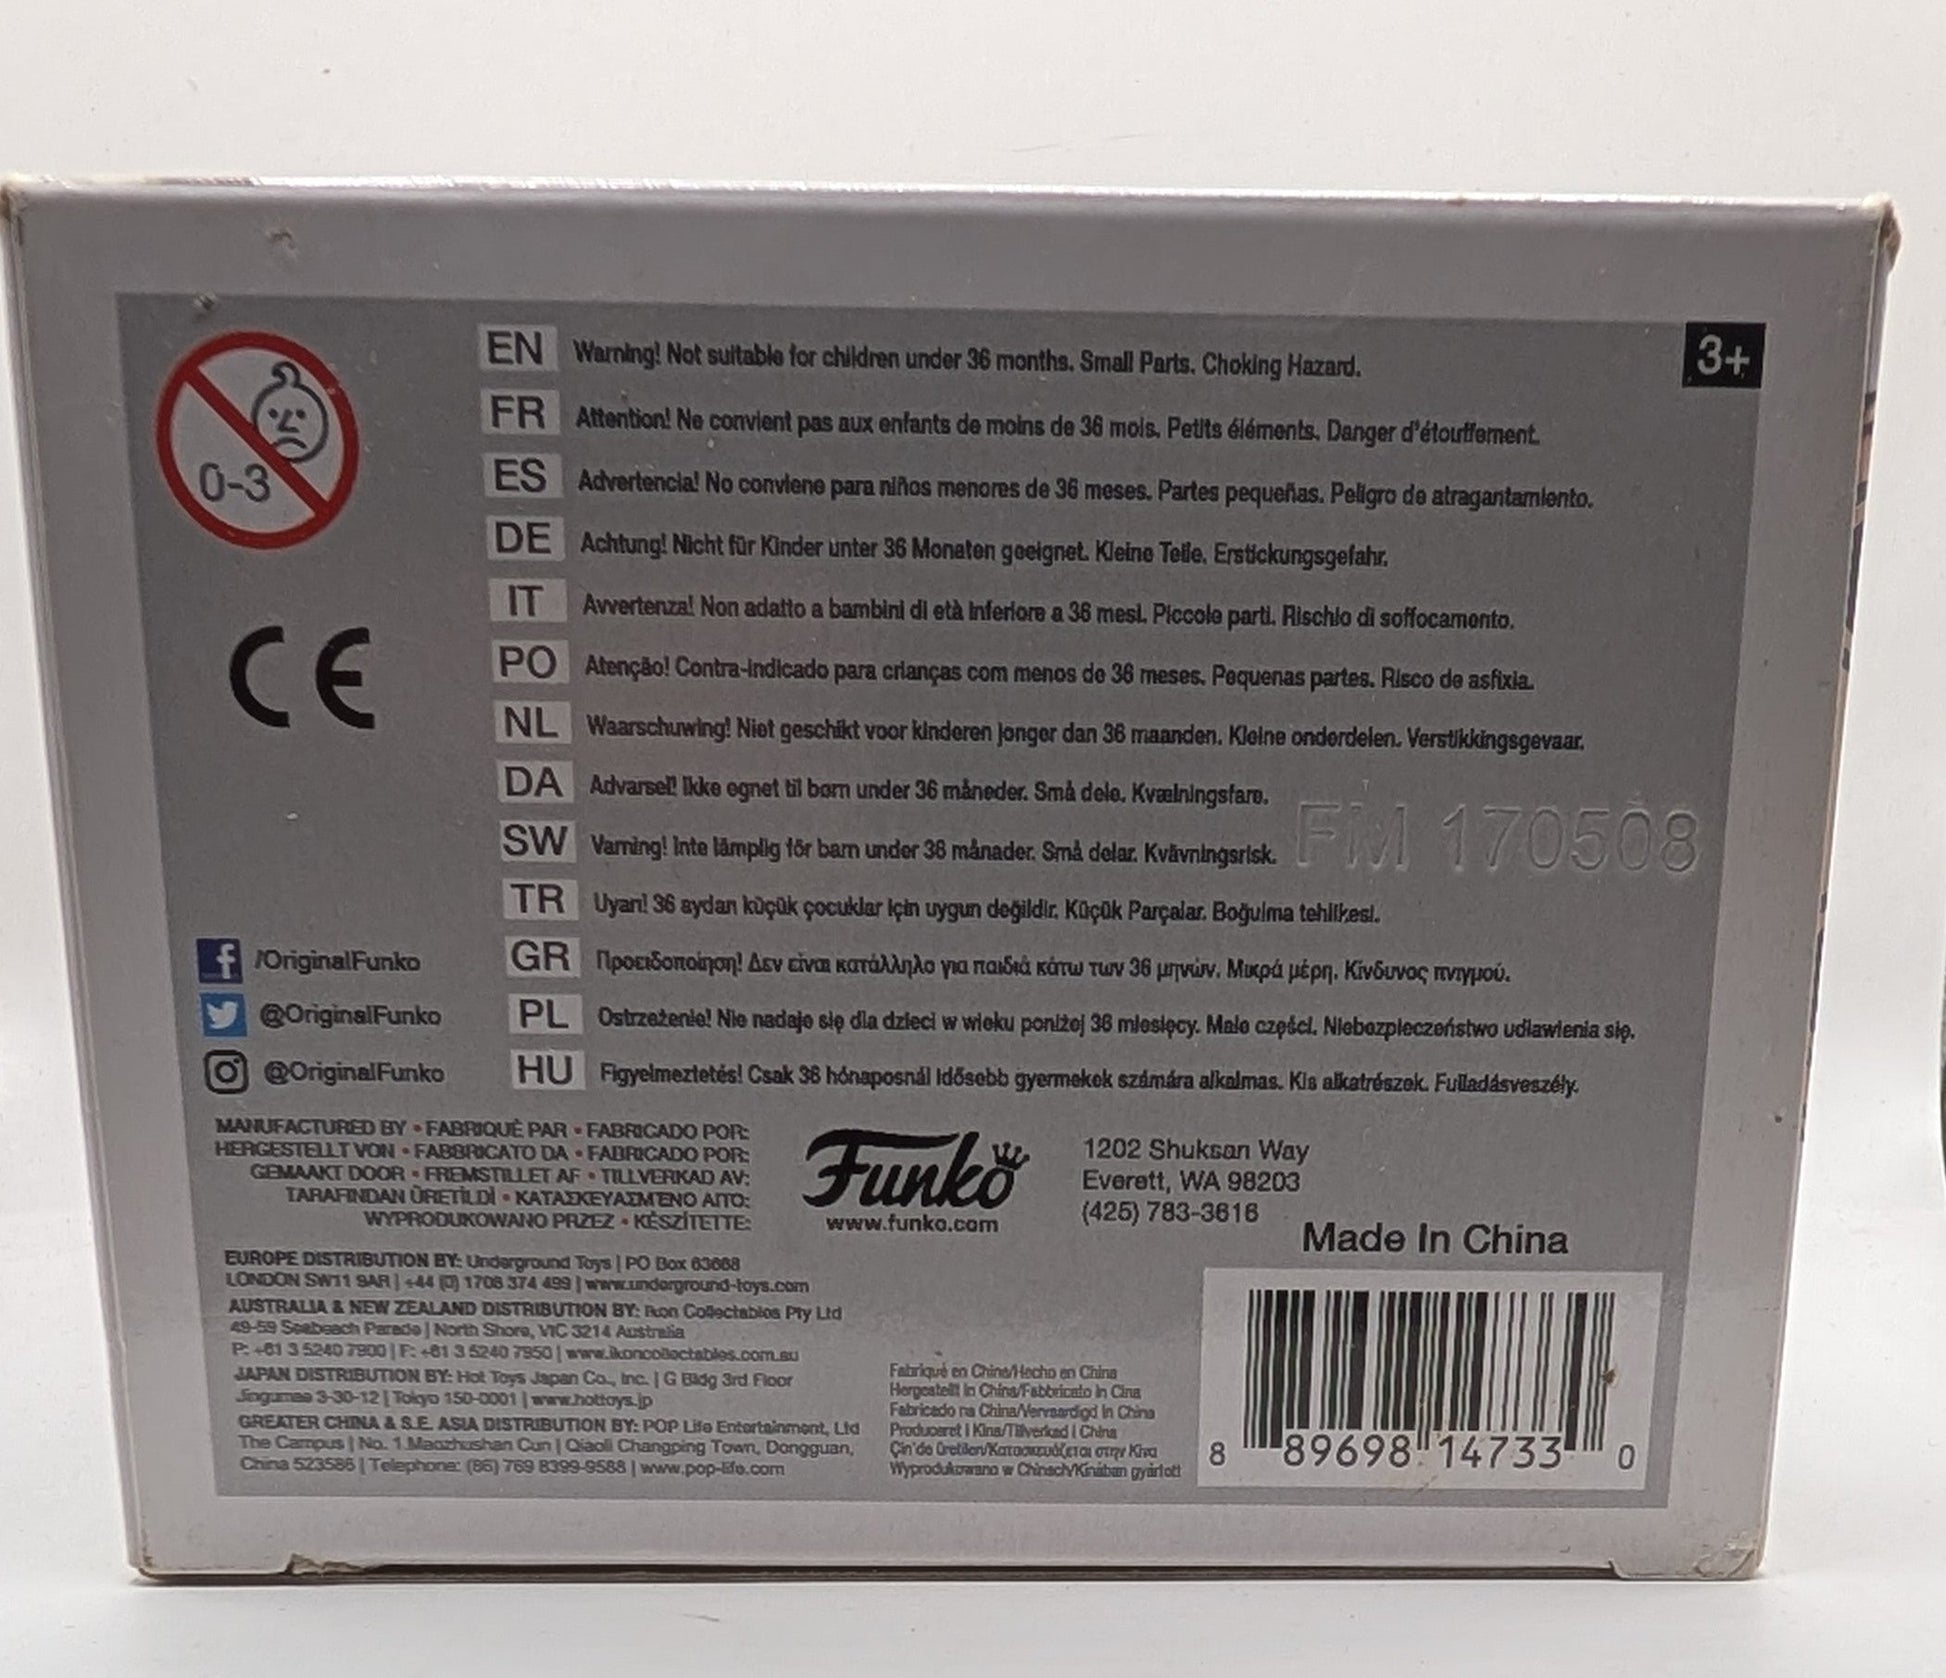 0-3
EN Warning! Not suitable for children under 36 months. Small Parts. Choking Hazard.
3+
FR Attention! Ne convient pas aux enfants de moins de 36 mois. Petits éléments. Danger d'étouffement.
ES Advertencia! No conviene para niños menores de 36 meses. Partes pequeñas. Peligro de atragantamiento.
DE Achtung! Nicht für Kinder unter 36 Monaten geeignet. Kleine Teile. Erstickungsgefahr.
IT Avvertenza! Non adatto a bambini di età inferiore a 36 mesi. Piccole parti. Rischio di soffocamento.
PO Atenção! Contra-indicado para crianças com menos de 36 meses. Pequenas partes. Risco de asfixia.
CE
NL Waarschuwing! Niet geschikt voor kinderen jonger dan 36 maanden. Kleine onderdelen. Verstikkingsgevaar.
DA Advarsel! Ikke egnet til børn under 36 måneder. Små dele. Kvælningsfare.
SW Varning! Inte lämplig för barn under 36 månader. Små delar. Kvävningsrisk.
FM 170508
TR Uyarı! 36 aydan küçük çocuklar için uygun değildir. Küçük Parçalar. Boğulma tehlikesi.
GR Προειδοποίηση! Δεν είναι κατάλληλο για παιδιά κάτω των 36 μηνών. Μικρά μέρη. Κίνδυνος πνιγμού.
PL Ostrzeżenie! Nie nadaje się dla dzieci w wieku poniżej 36 miesięcy. Małe części. Niebezpieczeństwo udławienia się.
HU Figyelmeztetés! Csak 36 hónaposnál idősebb gyermekek számára alkalmas. Kis alkatrészek. Fulladásveszély.
/OriginalFunko
@OriginalFunko
@OriginalFunko
MANUFACTURED BY • FABRIQUÈ PAR • FABRICADO POR:
HERGESTELLT VON • FABBRICATO DA • FABRICADO POR:
GEMAAKT DOOR • FREMSTILLET AF • TILLVERKAD AV:
TARAFINDAN ÜRETİLDİ • ΚΑΤΑΣΚΕΥΑΣΜΈΝΟ ΑΠΌ:
WYPRODUKOWANO PRZEZ • KÉSZÍTETTE:
Funko
www.funko.com
1202 Shuksan Way
Everett, WA 98203
(425) 783-3616
Made In China
EUROPE DISTRIBUTION BY: Underground Toys | PO Box 63668
LONDON SW11 9AR | +44 (0) 1708 374 499 | www.underground-toys.com
AUSTRALIA & NEW ZEALAND DISTRIBUTION BY: Ikon Collectables Pty Ltd
49-59 Seabeach Parade | North Shore, VIC 3214 Australia
P: +61 3 5240 7900 | F: +61 3 5240 7950 | www.ikoncollectables.com.au
JAPAN DISTRIBUTION BY: Hot Toys Japan Co., Inc. | G Bldg 3rd Floor
Jingumae 3-30-12 | Tokyo 150-0001 | www.hottoys.jp
GREATER CHINA & S.E. ASIA DISTRIBUTION BY: POP Life Entertainment, Ltd
The Campus | No. 1 Maozhushan Cun | Qiaoli Changping Town, Dongguan,
China 523586 | Telephone: (86) 769 8399-9588 | www.pop-life.com
Fabriqué en Chine/Hecho en China
Hergestellt in China/Fabbricato in Cina
Fabricado na China/Vervaardigd in China
Produceret i Kina/Tillverkad i China
Çin'de üretilen/Κατασκευάζεται στην Κίνα
Wyprodukowano w Chinach/Kínában gyártott
8 89698 14733 0